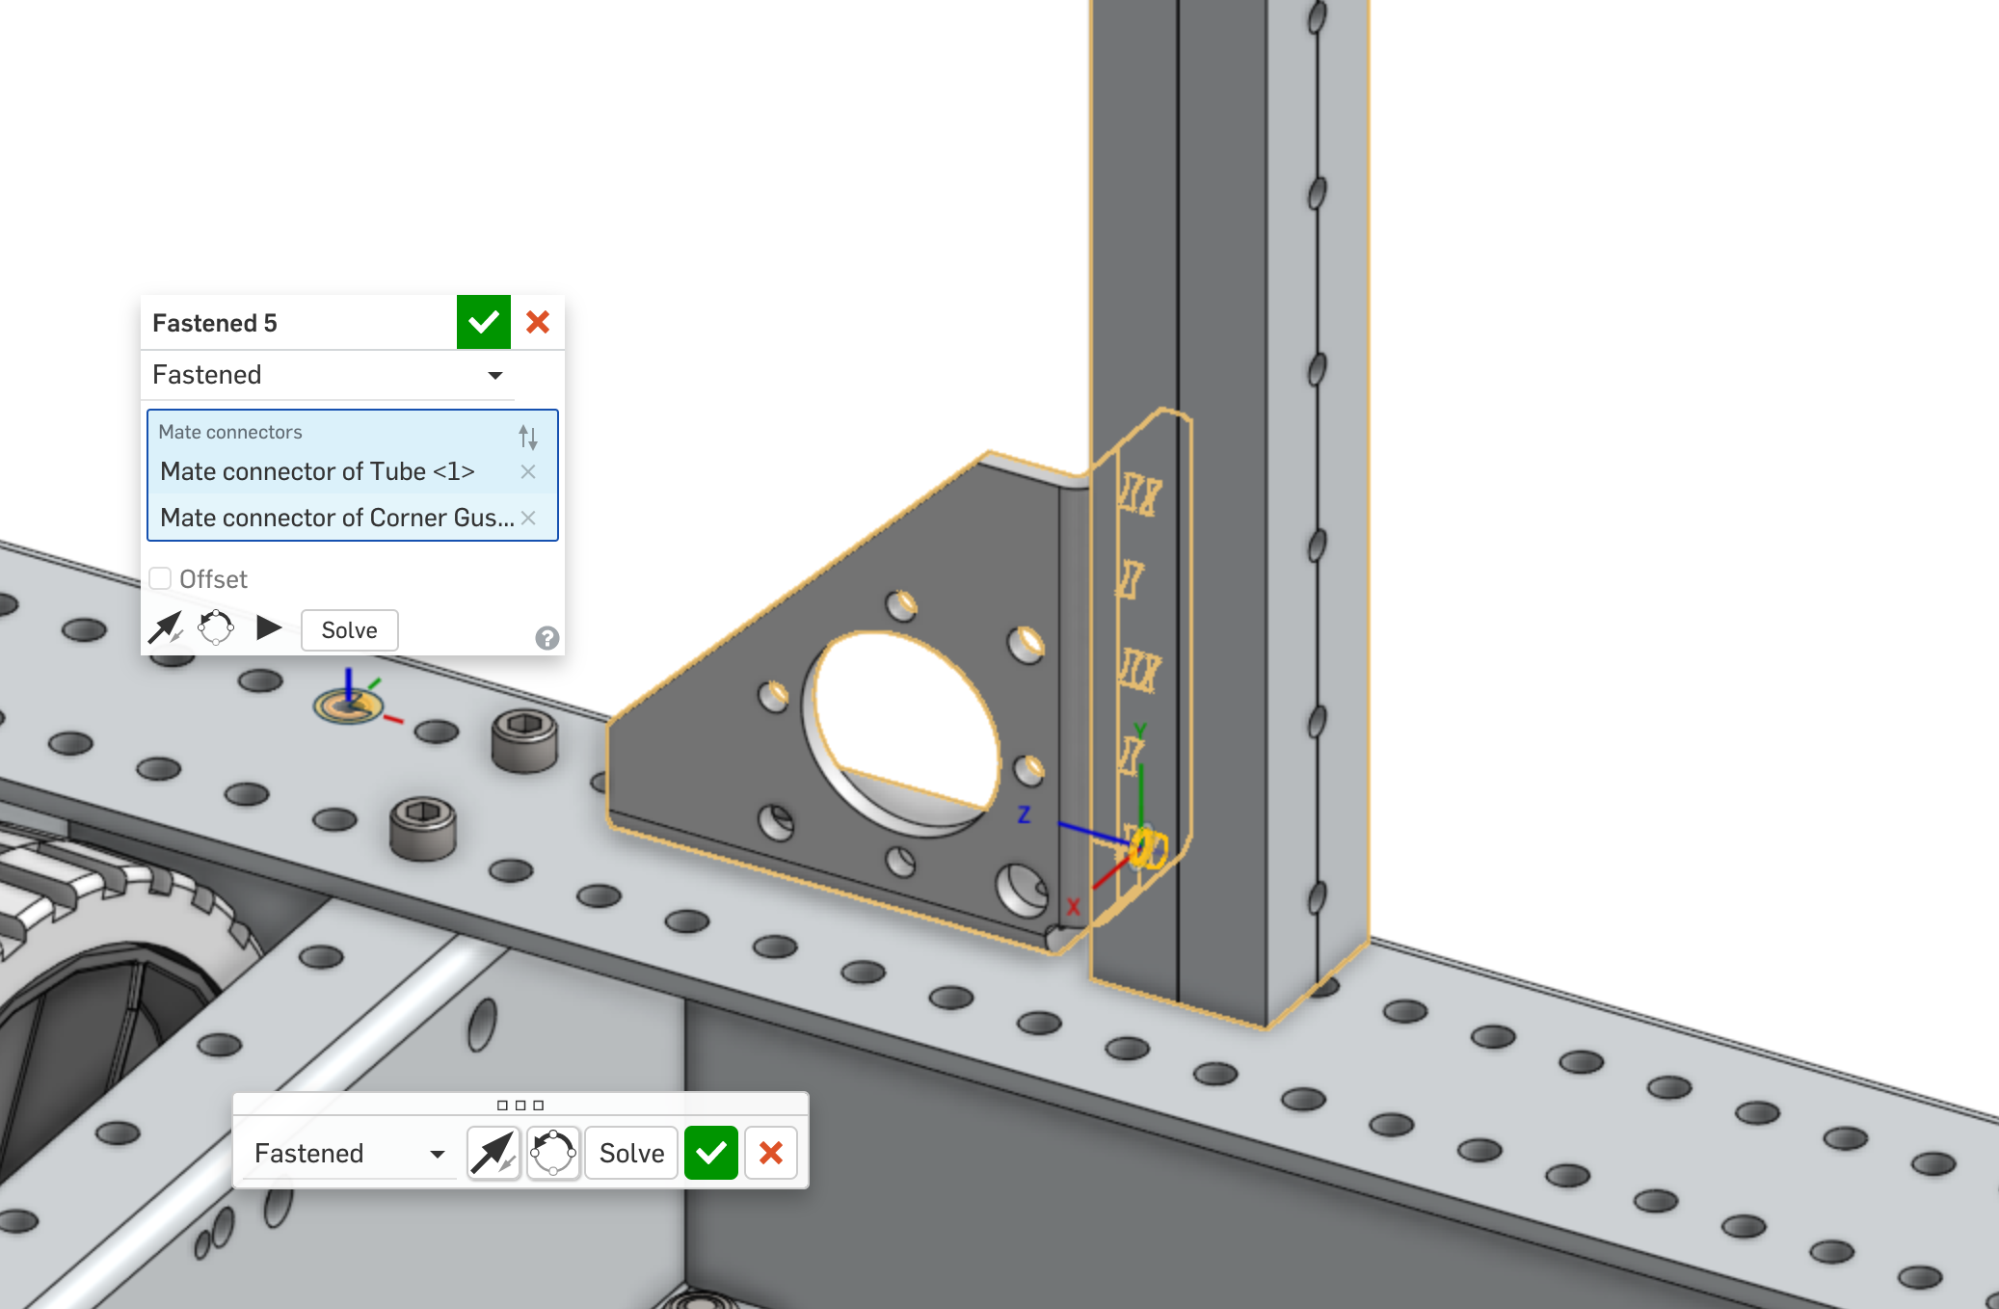 Fastened 5
Fastened
Mate connectors
Mate connector of Tube <1>
Mate connector of Corner Gus...
Offset
Solve
Y
Z
X
Fastened
Solve